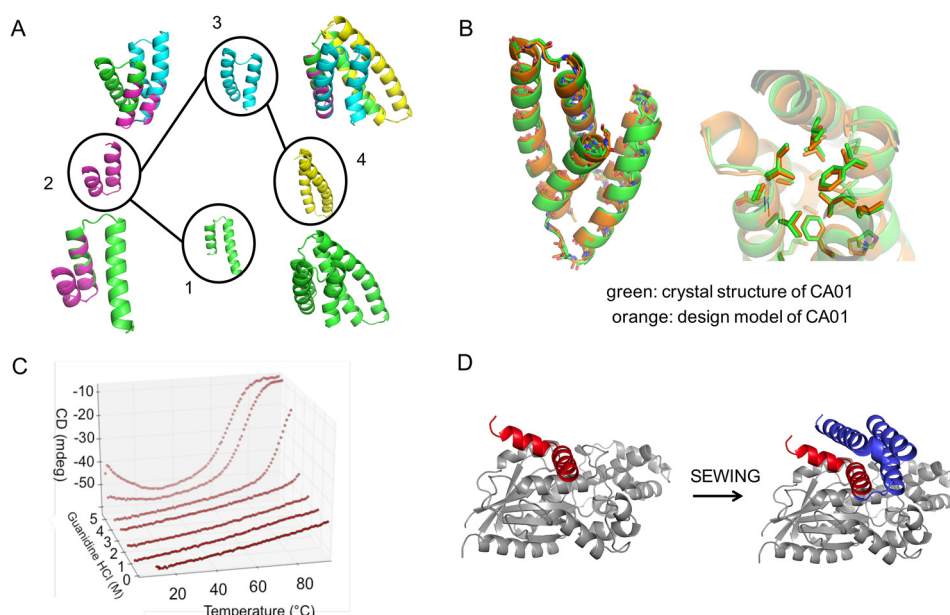 A
3
2
4
1
B
green: crystal structure of CA01
orange: design model of CA01
C
CD (mdeg)
-10
-20
-30
-40
-50
5
4
3
2
1
0
Guanidine HCl (M)
20
40
60
80
Temperature (°C)
D
SEWING